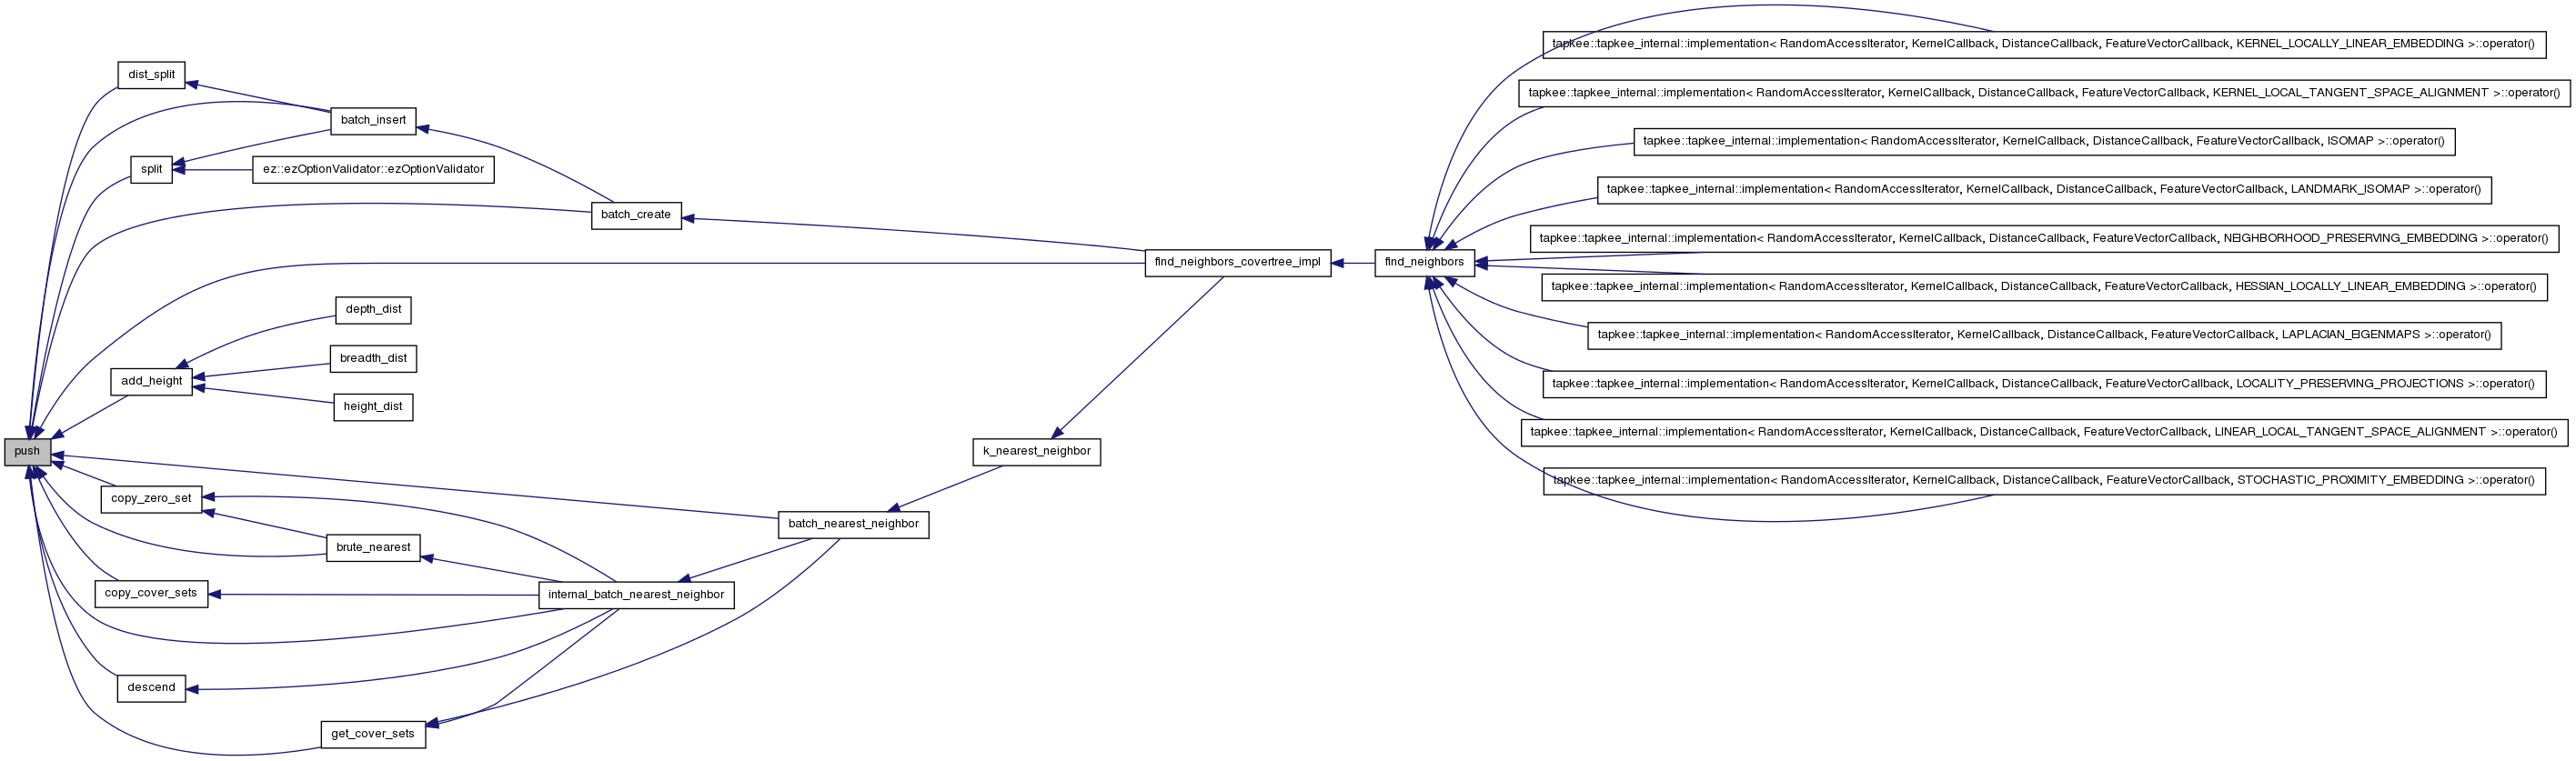 push
dist_split
batch_insert
split
ez::ezOptionValidator::ezOptionValidator
batch_create
find_neighbors_covertree_impl
find_neighbors
depth_dist
breadth_dist
add_height
height_dist
k_nearest_neighbor
copy_zero_set
batch_nearest_neighbor
brute_nearest
copy_cover_sets
internal_batch_nearest_neighbor
descend
get_cover_sets
tapkee::tapkee_internal::implementation< RandomAccessIterator, KernelCallback, DistanceCallback, FeatureVectorCallback, KERNEL_LOCALLY_LINEAR_EMBEDDING >::operator()
tapkee::tapkee_internal::implementation< RandomAccessIterator, KernelCallback, DistanceCallback, FeatureVectorCallback, KERNEL_LOCAL_TANGENT_SPACE_ALIGNMENT >::operator()
tapkee::tapkee_internal::implementation< RandomAccessIterator, KernelCallback, DistanceCallback, FeatureVectorCallback, ISOMAP >::operator()
tapkee::tapkee_internal::implementation< RandomAccessIterator, KernelCallback, DistanceCallback, FeatureVectorCallback, LANDMARK_ISOMAP >::operator()
tapkee::tapkee_internal::implementation< RandomAccessIterator, KernelCallback, DistanceCallback, FeatureVectorCallback, NEIGHBORHOOD_PRESERVING_EMBEDDING >::operator()
tapkee::tapkee_internal::implementation< RandomAccessIterator, KernelCallback, DistanceCallback, FeatureVectorCallback, HESSIAN_LOCALLY_LINEAR_EMBEDDING >::operator()
tapkee::tapkee_internal::implementation< RandomAccessIterator, KernelCallback, DistanceCallback, FeatureVectorCallback, LAPLACIAN_EIGENMAPS >::operator()
tapkee::tapkee_internal::implementation< RandomAccessIterator, KernelCallback, DistanceCallback, FeatureVectorCallback, LOCALITY_PRESERVING_PROJECTIONS >::operator()
tapkee::tapkee_internal::implementation< RandomAccessIterator, KernelCallback, DistanceCallback, FeatureVectorCallback, LINEAR_LOCAL_TANGENT_SPACE_ALIGNMENT >::operator()
tapkee::tapkee_internal::implementation< RandomAccessIterator, KernelCallback, DistanceCallback, FeatureVectorCallback, STOCHASTIC_PROXIMITY_EMBEDDING >::operator()